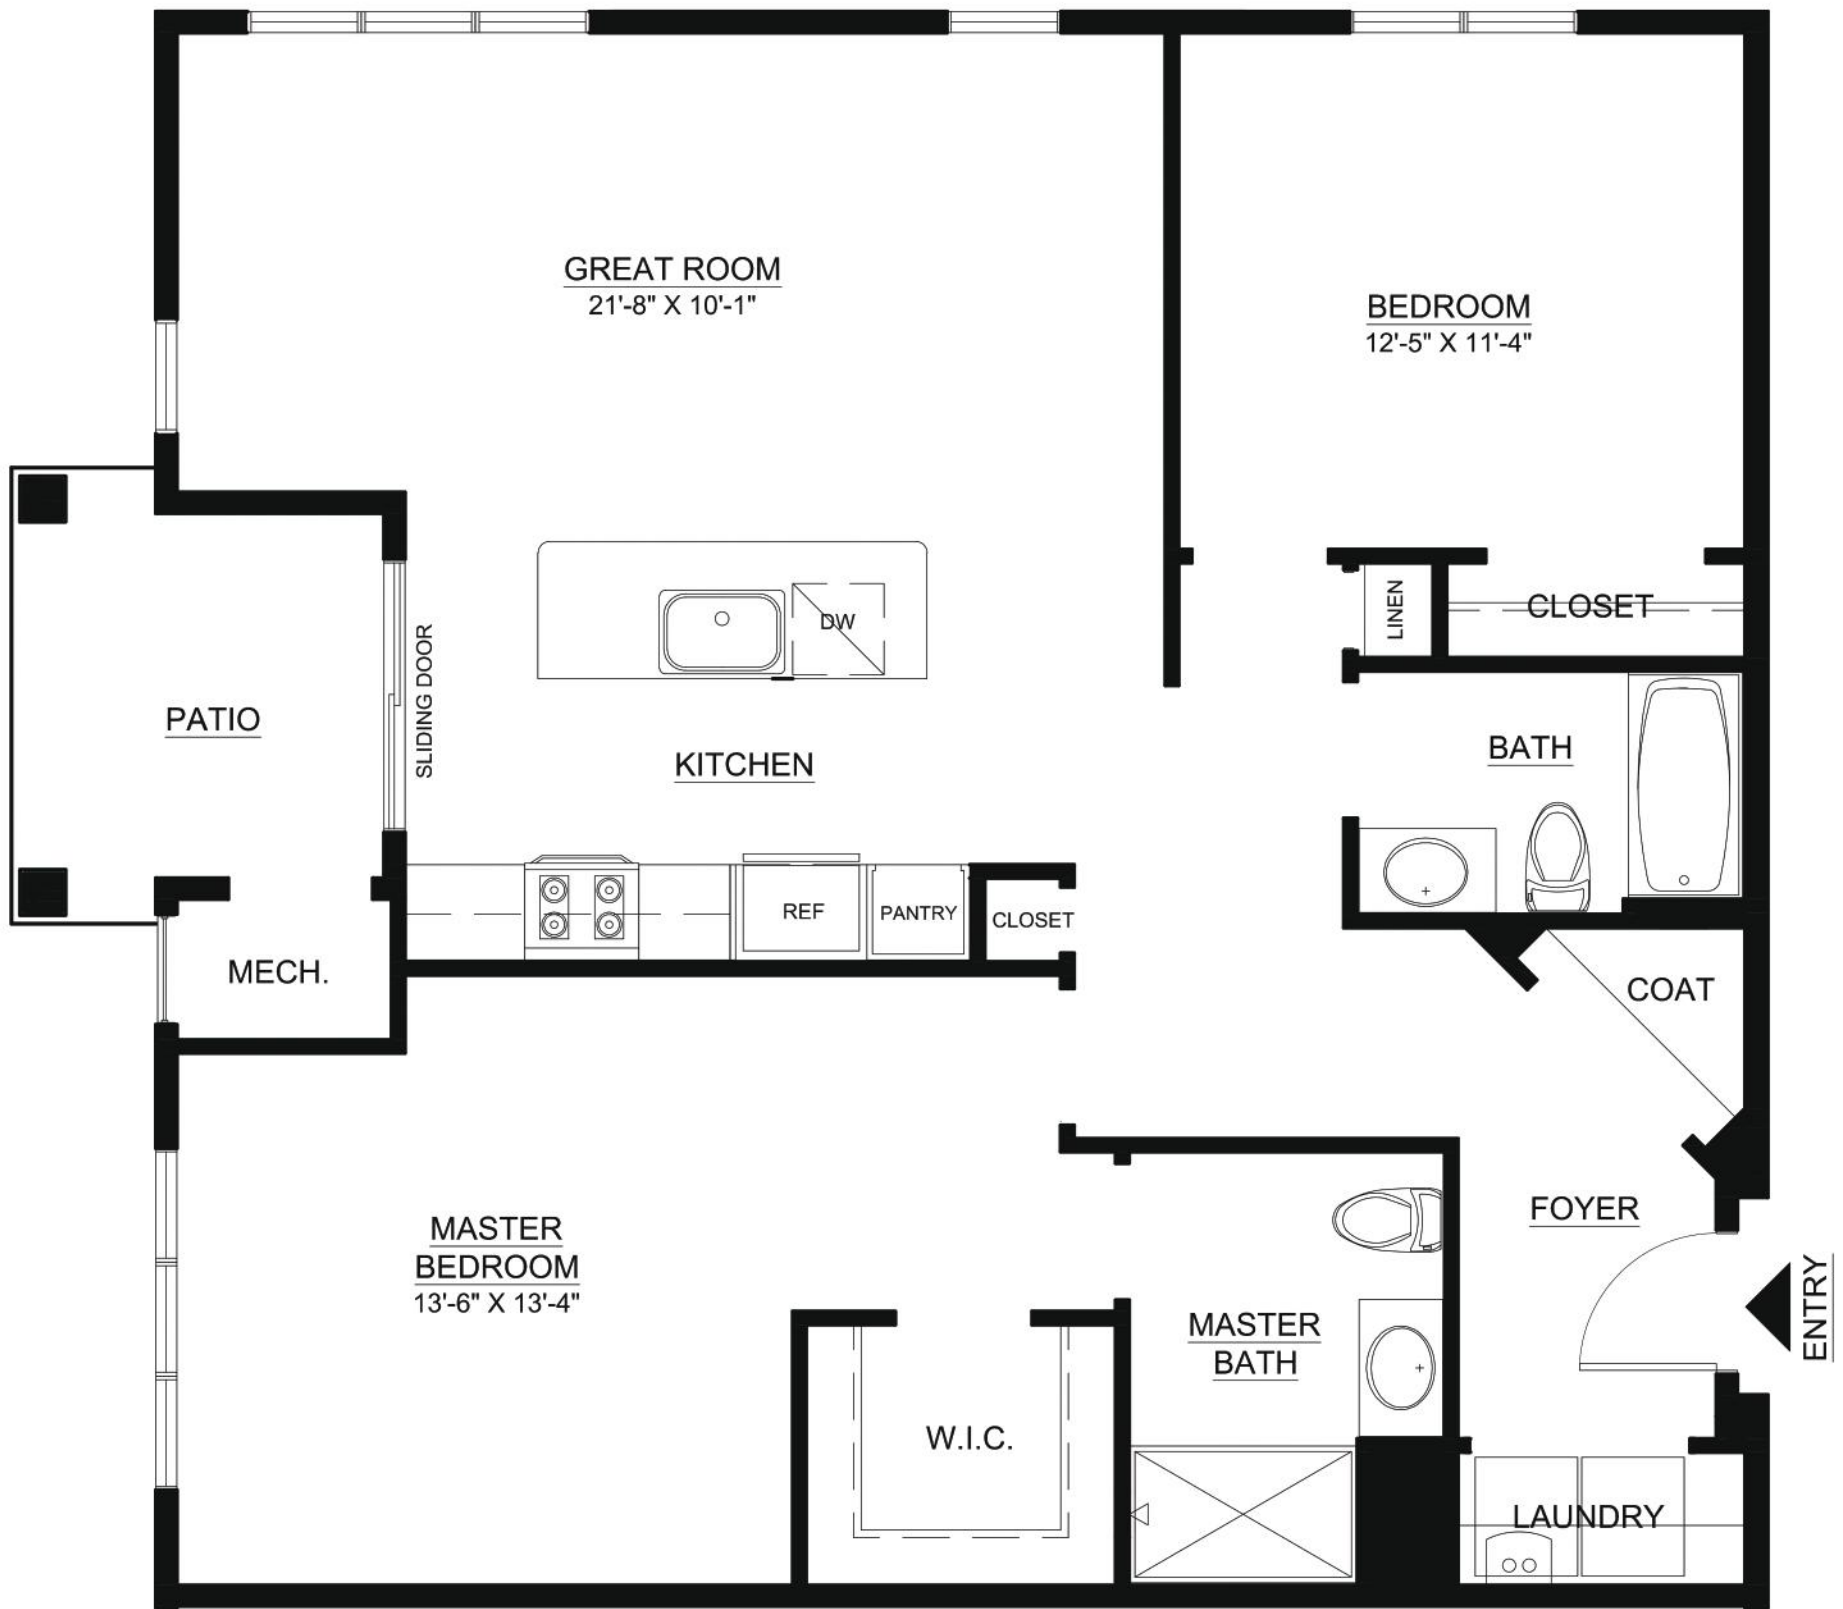 GREAT ROOM
21'-8" X 10'-1"
BEDROOM
12'-5" X 11'-4"
LINEN
CLOSET
DW
SLIDING DOOR
PATIO
KITCHEN
BATH
REF
PANTRY
CLOSET
MECH.
COAT
FOYER
MASTER
BEDROOM
13'-6" X 13'-4"
ENTRY
MASTER
BATH
W.I.C.
LAUNDRY